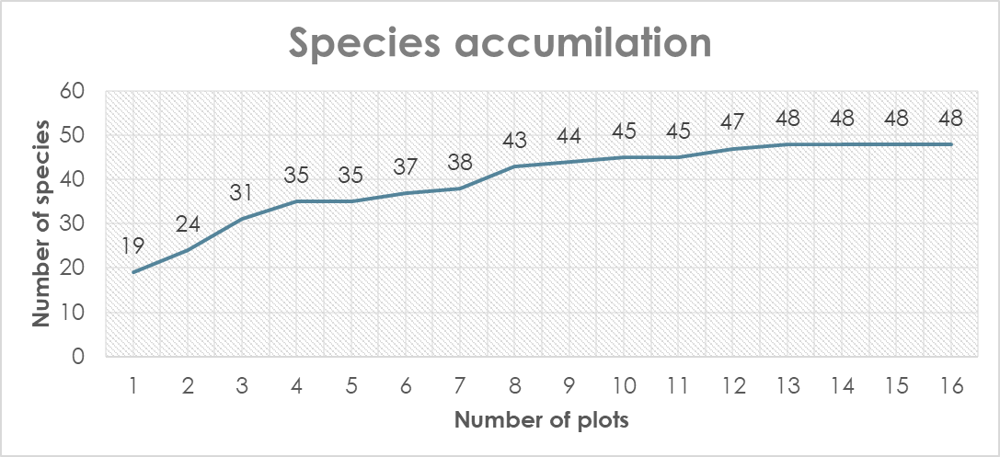 Species accumilation
60
50
40
30
20
10
0
Number of species
19 24 31 35 35 37 38 43 44 45 45 47 48 48 48 48
1 2 3 4 5 6 7 8 9 10 11 12 13 14 15 16
Number of plots